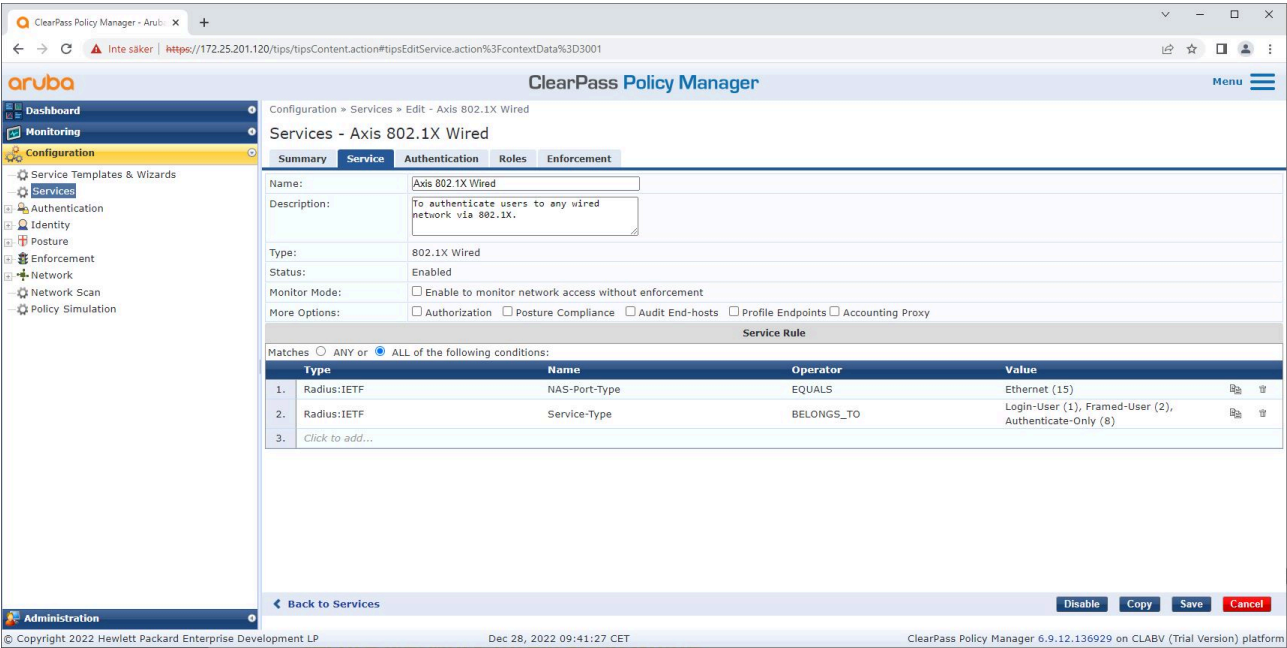 ClearPass Policy Manager - Arub
Inte säker | https://172.25.201.120/tips/tipsContent.action#tipsEditService.action%3FcontextData%3D3001
aruba
ClearPass Policy Manager
Menu
Dashboard
Monitoring
Configuration
Service Templates & Wizards
Services
Authentication
Identity
Posture
Enforcement
Network
Network Scan
Policy Simulation
Administration
Configuration » Services » Edit - Axis 802.1X Wired
Services - Axis 802.1X Wired
Summary Service Authentication Roles Enforcement
Name: Axis 802.1X Wired
Description: To authenticate users to any wired
network via 802.1X.
Type: 802.1X Wired
Status: Enabled
Monitor Mode: Enable to monitor network access without enforcement
More Options: Authorization Posture Compliance Audit End-hosts Profile Endpoints Accounting Proxy
Service Rule
Matches ANY or ALL of the following conditions:
Type Name Operator Value
1. Radius:IETF NAS-Port-Type EQUALS Ethernet (15)
2. Radius:IETF Service-Type BELONGS_TO Login-User (1), Framed-User (2),
Authenticate-Only (8)
3. Click to add...
Back to Services Disable Copy Save Cancel
© Copyright 2022 Hewlett Packard Enterprise Development LP Dec 28, 2022 09:41:27 CET ClearPass Policy Manager 6.9.12.136929 on CLABV (Trial Version) platform